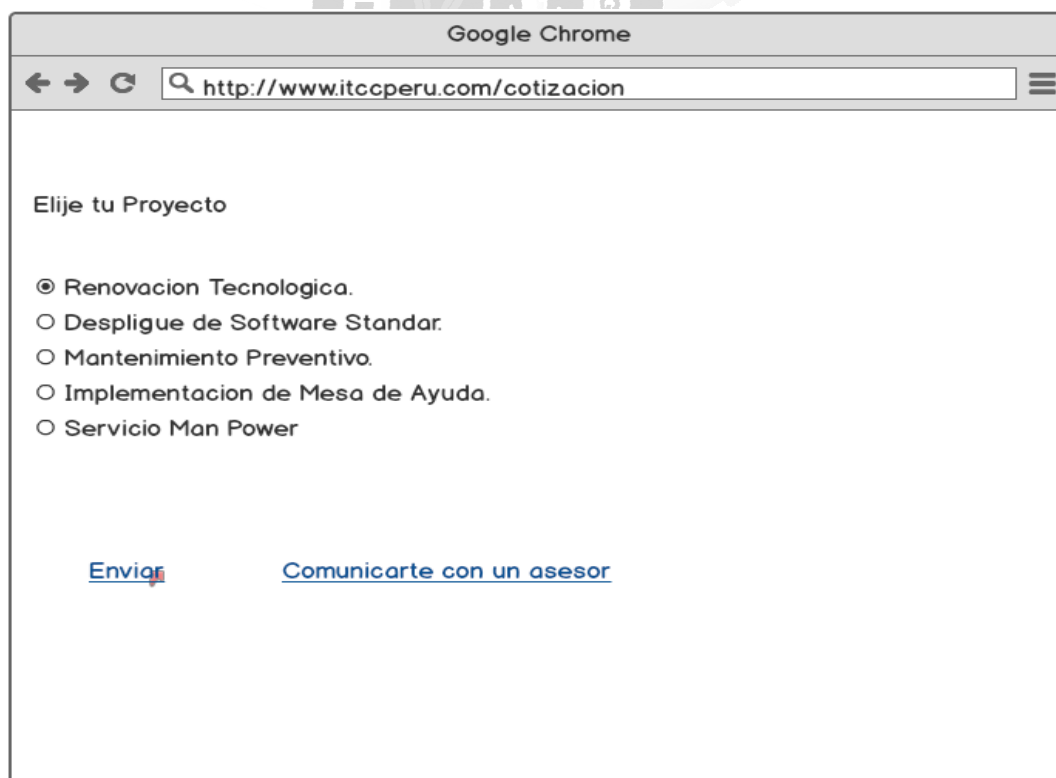 Google Chrome
http://www.itccperu.com/cotizacion
Elije tu Proyecto
Renovacion Tecnologica.
Despligue de Software Standar.
Mantenimiento Preventivo.
Implementacion de Mesa de Ayuda.
Servicio Man Power
Enviar
Comunicarte con un asesor